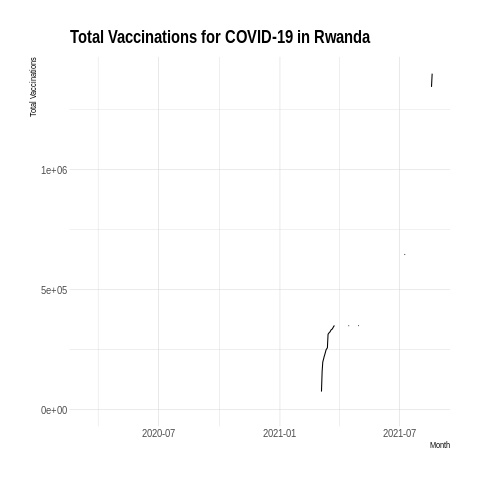 Total Vaccinations for COVID-19 in Rwanda
Total Vaccinations
1e+06
5e+05
0e+00
2020-07 2021-01 2021-07
Month